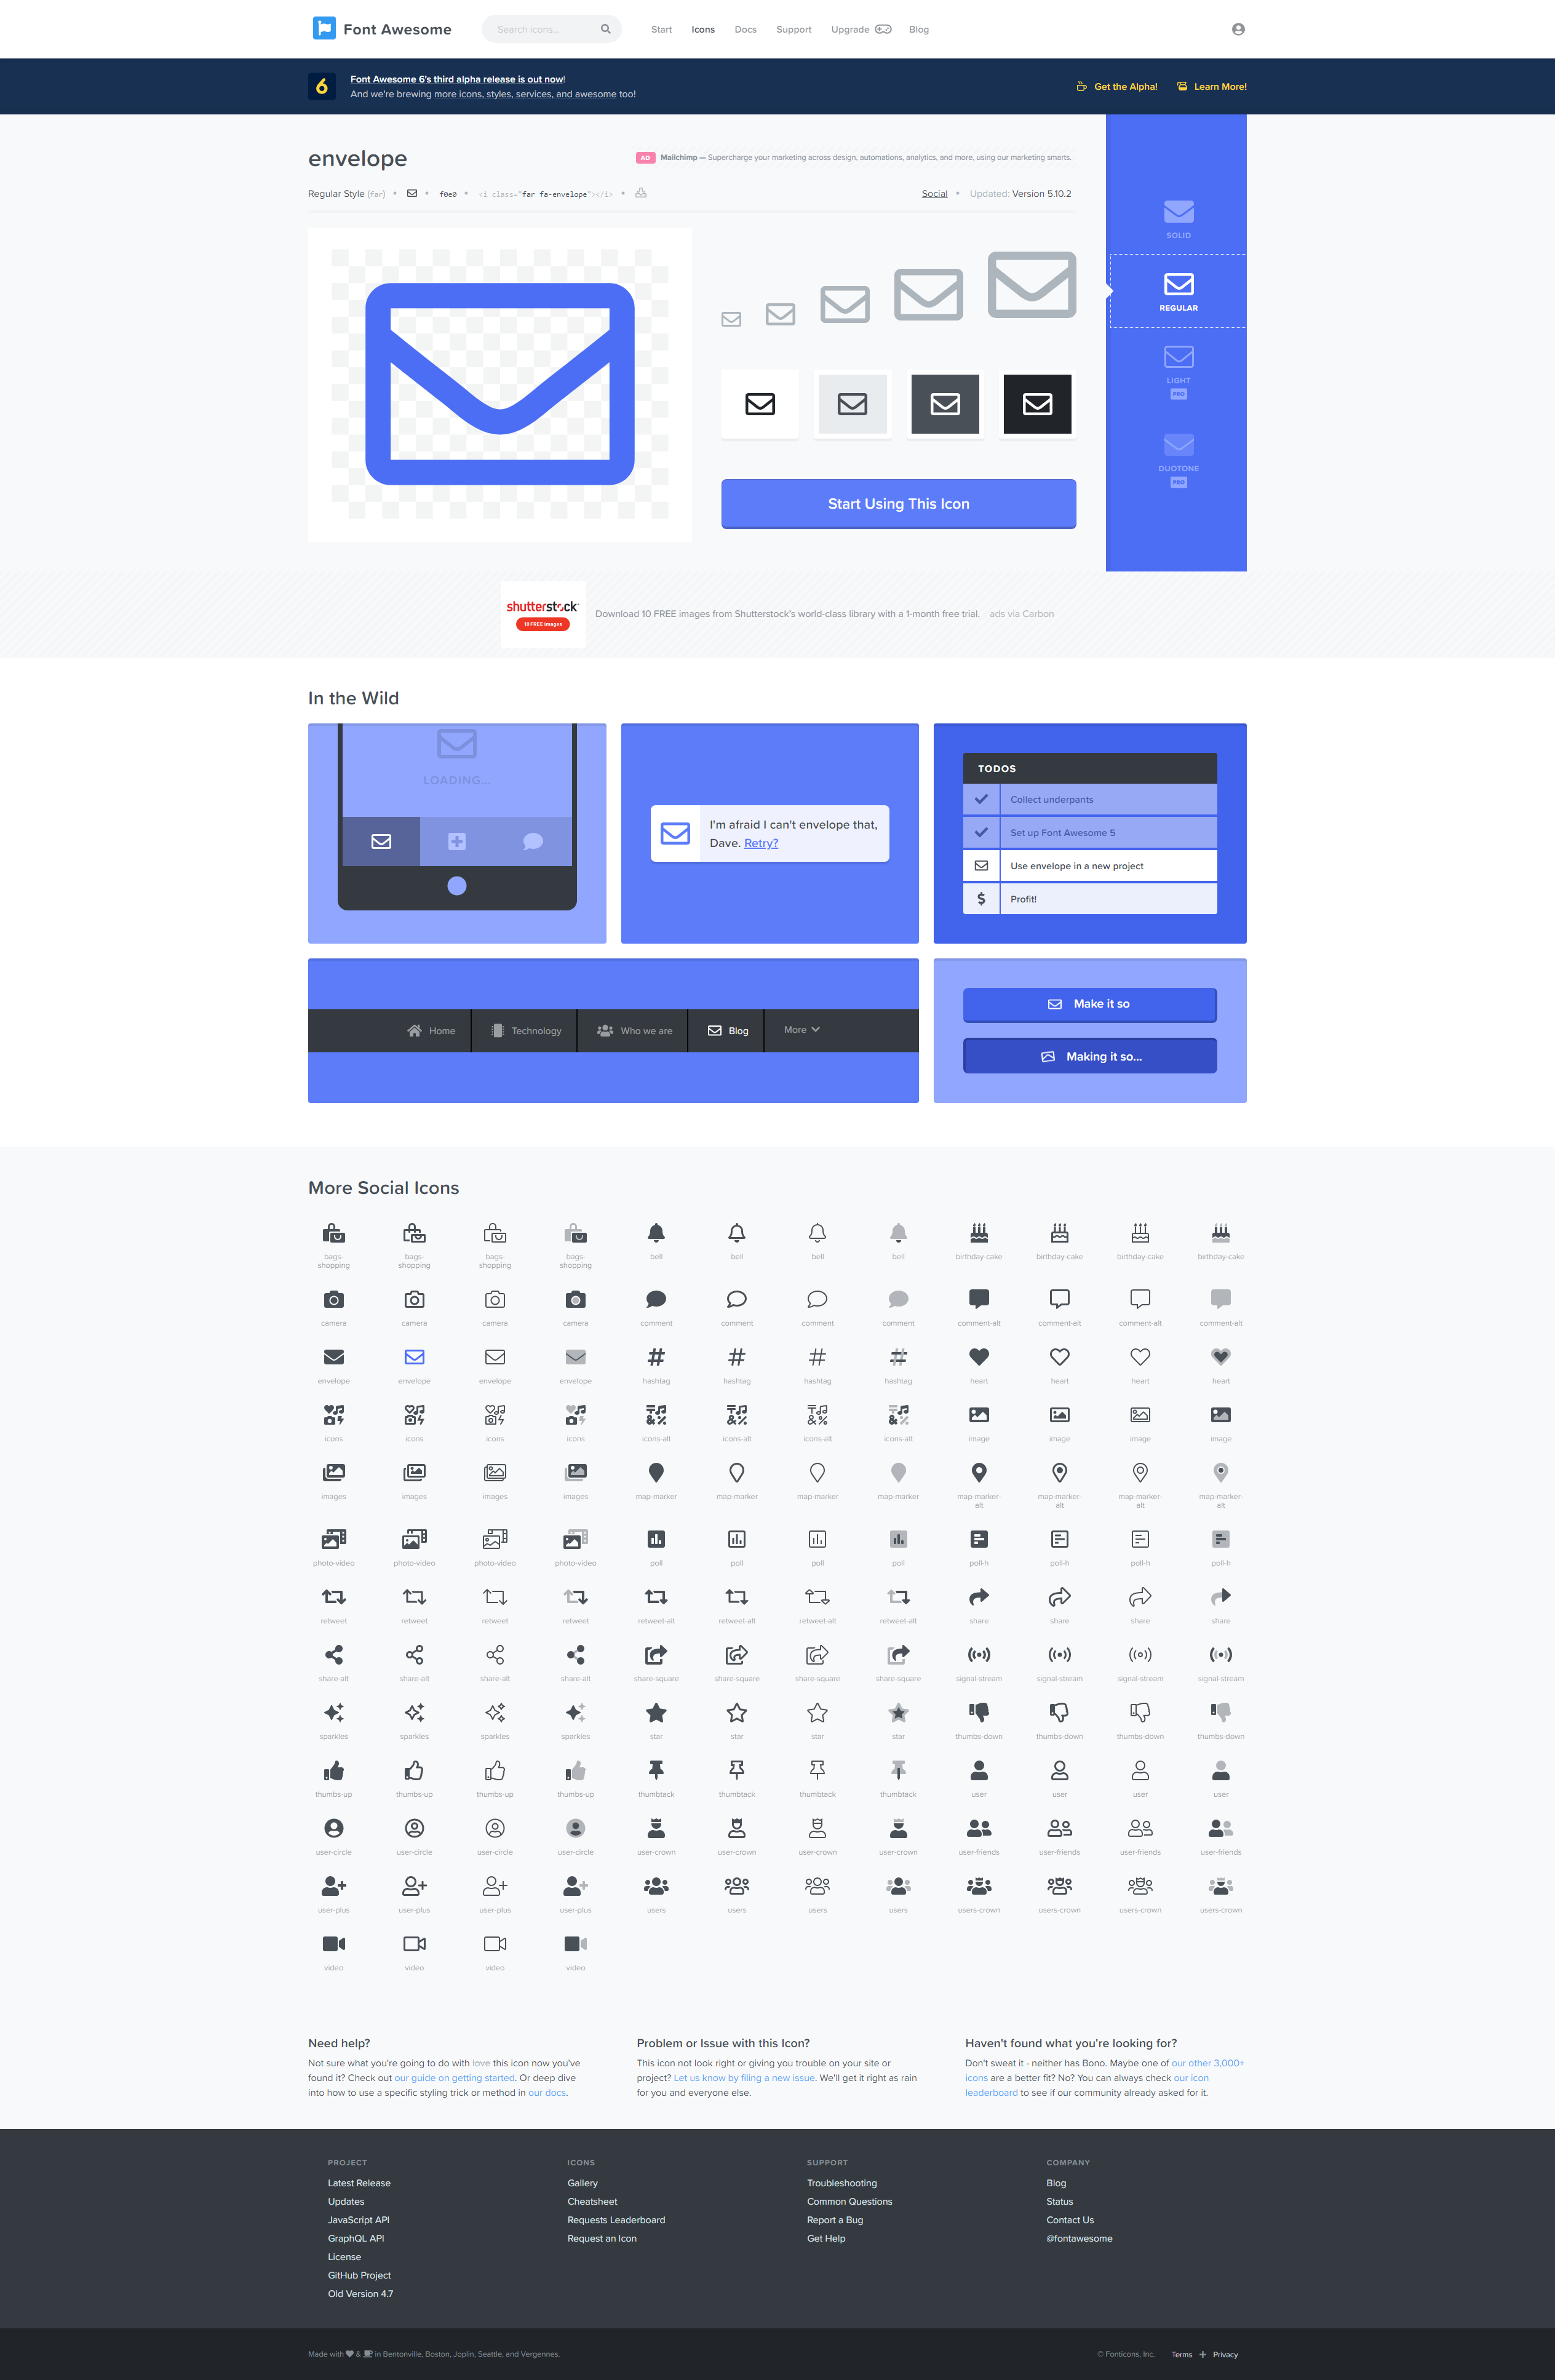 Font Awesome
Search icons...
Start Icons Docs Support Upgrade Blog
6
Font Awesome 6's third alpha release is out now!
And we're brewing more icons, styles, services, and awesome too!
Get the Alpha! Learn More!
envelope
AD Mailchimp — Supercharge your marketing across design, automations, analytics, and more, using our marketing smarts.
Regular Style (far) • • f0e0 • <i class="far fa-envelope"></i> •
Social • Updated: Version 5.10.2
SOLID
REGULAR
LIGHT
PRO
DUOTONE
PRO
Start Using This Icon
shutterstock
10 FREE images
Download 10 FREE images from Shutterstock's world-class library with a 1-month free trial. ads via Carbon
In the Wild
LOADING...
I'm afraid I can't envelope that,
Dave. Retry?
TODOS
Collect underpants
Set up Font Awesome 5
Use envelope in a new project
Profit!
Home Technology Who we are Blog More
Make it so
Making it so...
More Social Icons
bags-shopping bags-shopping bags-shopping bags-shopping bell bell bell bell birthday-cake birthday-cake birthday-cake birthday-cake
camera camera camera camera comment comment comment comment comment-alt comment-alt comment-alt comment-alt
envelope envelope envelope envelope hashtag hashtag hashtag hashtag heart heart heart heart
icons icons icons icons icons-alt icons-alt icons-alt icons-alt image image image image
images images images images map-marker map-marker map-marker map-marker map-marker-alt map-marker-alt map-marker-alt map-marker-alt
photo-video photo-video photo-video photo-video poll poll poll poll poll-h poll-h poll-h poll-h
retweet retweet retweet retweet retweet-alt retweet-alt retweet-alt retweet-alt share share share share
share-alt share-alt share-alt share-alt share-square share-square share-square share-square signal-stream signal-stream signal-stream signal-stream
sparkles sparkles sparkles sparkles star star star star thumbs-down thumbs-down thumbs-down thumbs-down
thumbs-up thumbs-up thumbs-up thumbs-up thumbtack thumbtack thumbtack thumbtack user user user user
user-circle user-circle user-circle user-circle user-crown user-crown user-crown user-crown user-friends user-friends user-friends user-friends
user-plus user-plus user-plus user-plus users users users users users-crown users-crown users-crown users-crown
video video video video
Need help?
Not sure what you're going to do with love this icon now you've
found it? Check out our guide on getting started. Or deep dive
into how to use a specific styling trick or method in our docs.
Problem or Issue with this Icon?
This icon not look right or giving you trouble on your site or
project? Let us know by filing a new issue. We'll get it right as rain
for you and everyone else.
Haven't found what you're looking for?
Don't sweat it - neither has Bono. Maybe one of our other 3,000+
icons are a better fit? No? You can always check our icon
leaderboard to see if our community already asked for it.
PROJECT
Latest Release
Updates
JavaScript API
GraphQL API
License
GitHub Project
Old Version 4.7
ICONS
Gallery
Cheatsheet
Requests Leaderboard
Request an Icon
SUPPORT
Troubleshooting
Common Questions
Report a Bug
Get Help
COMPANY
Blog
Status
Contact Us
@fontawesome
Made with & in Bentonville, Boston, Joplin, Seattle, and Vergennes.
© Fonticons, Inc. Terms Privacy